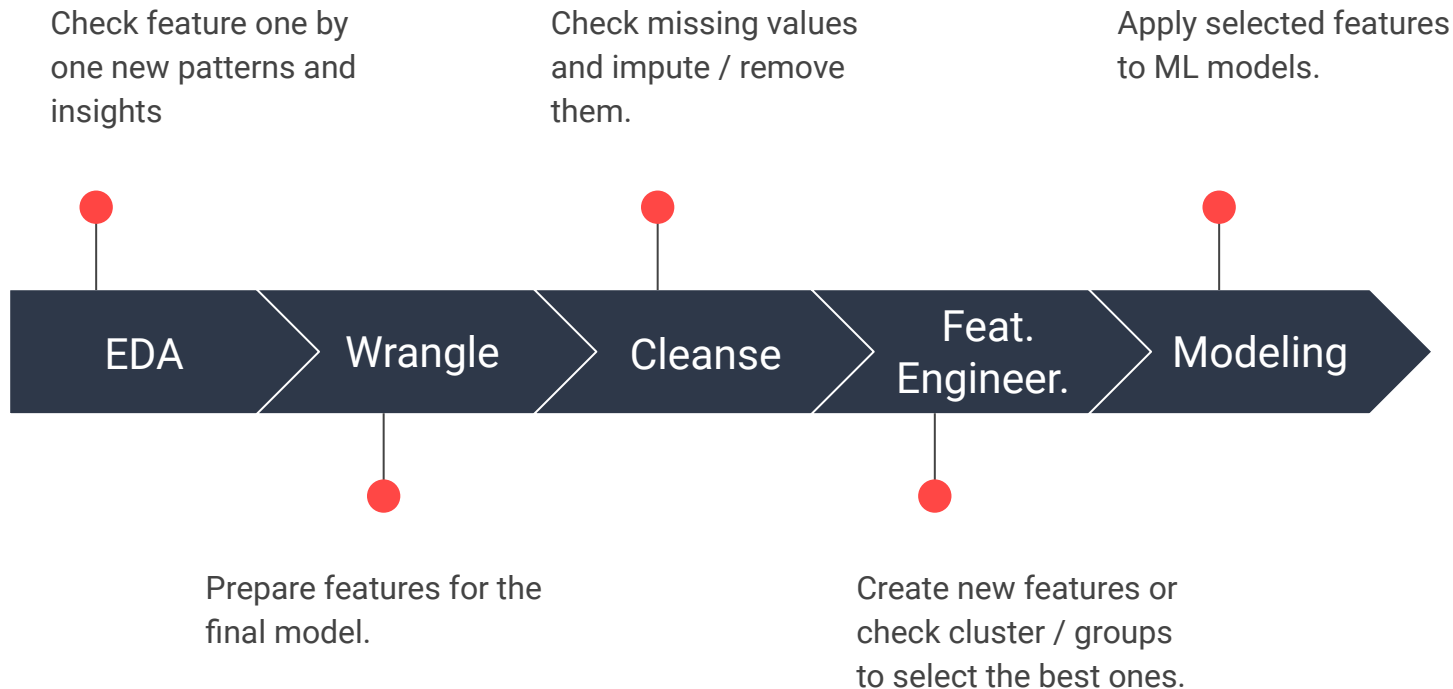 Check feature one by
one new patterns and
insights
Check missing values
and impute / remove
them.
Apply selected features
to ML models.
EDA
Wrangle
Cleanse
Feat.
Engineer.
Modeling
Prepare features for the
final model.
Create new features or
check cluster / groups
to select the best ones.